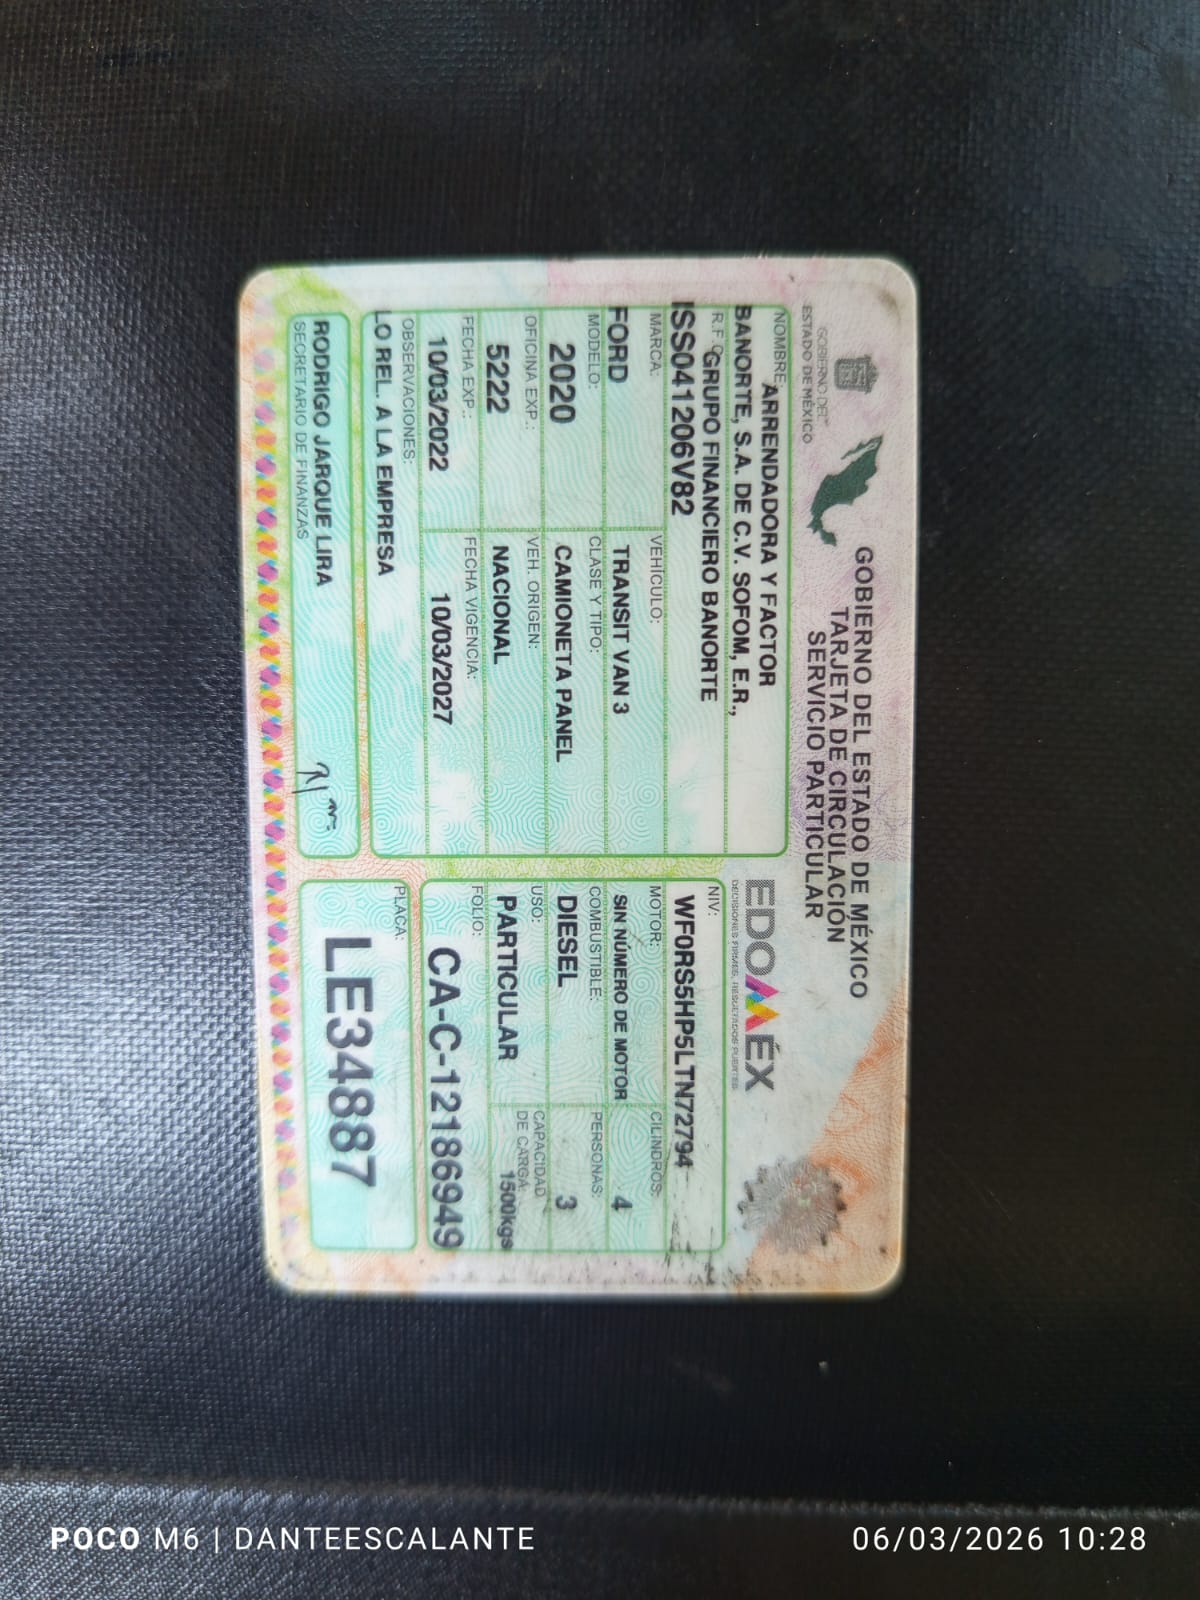 GOBIERNO DEL
ESTADO DE MÉXICO
GOBIERNO DEL ESTADO DE MÉXICO
TARJETA DE CIRCULACIÓN
SERVICIO PARTICULAR
EDOMÉX
DECISIONES FIRMES, RESULTADOS FUERTES
NOMBRE:
ARRENDADORA Y FACTOR
BANORTE, S.A. DE C.V. SOFOM, E.R.,
GRUPO FINANCIERO BANORTE
R.F.C.
ISS041206V82
MARCA:
FORD
VEHÍCULO:
TRANSIT VAN 3
MODELO:
2020
CLASE Y TIPO:
CAMIONETA PANEL
OFICINA EXP.:
5222
VEH. ORIGEN:
NACIONAL
FECHA EXP.:
10/03/2022
FECHA VIGENCIA:
10/03/2027
OBSERVACIONES:
LO REL. A LA EMPRESA
RODRIGO JARQUE LIRA
SECRETARIO DE FINANZAS
NIV:
WF0RS5HP5LTN72794
MOTOR:
SIN NÚMERO DE MOTOR
CILINDROS:
4
COMBUSTIBLE:
DIESEL
PERSONAS:
3
USO:
PARTICULAR
CAPACIDAD
DE CARGA:
1500kgs
FOLIO:
CA-C-12186949
PLACA:
LE34887
POCO M6 | DANTEESCALANTE
06/03/2026 10:28